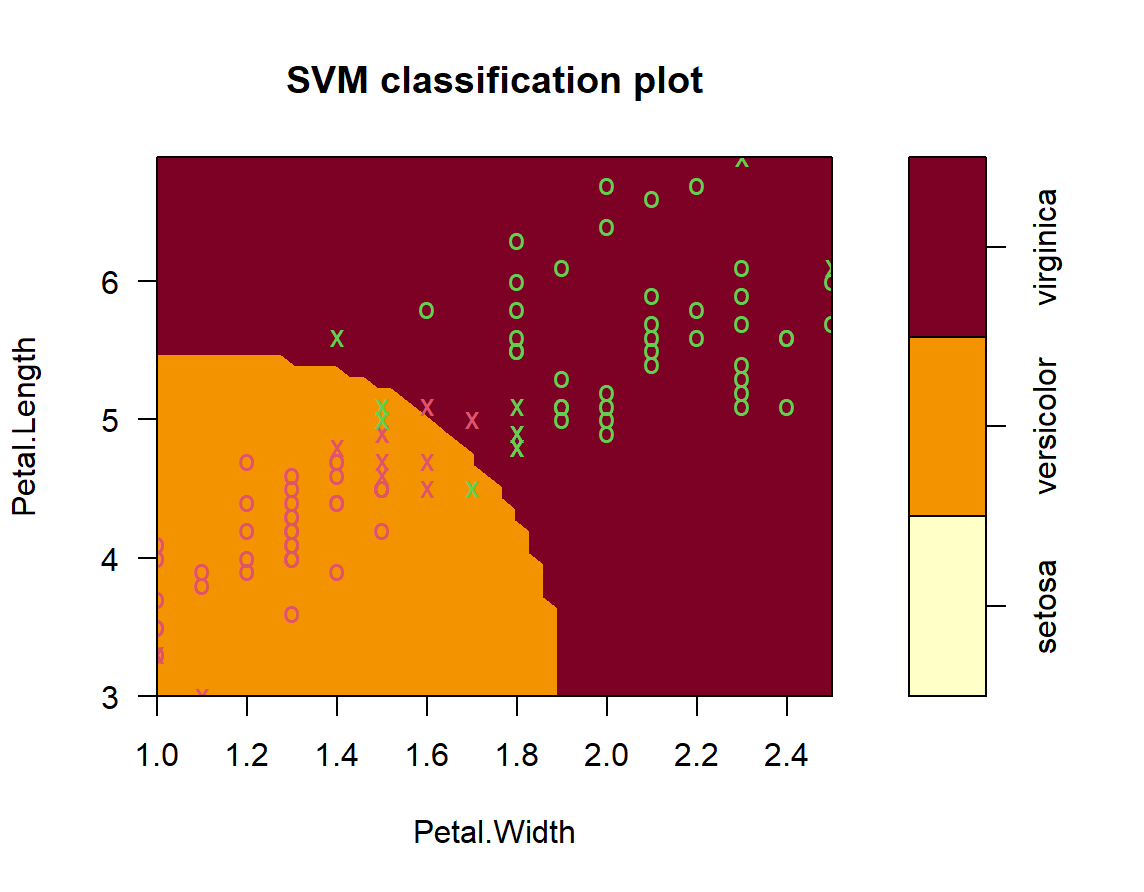 SVM classification plot
Petal.Length
6
5
4
3
1.0 1.2 1.4 1.6 1.8 2.0 2.2 2.4
Petal.Width
virginica
versicolor
setosa